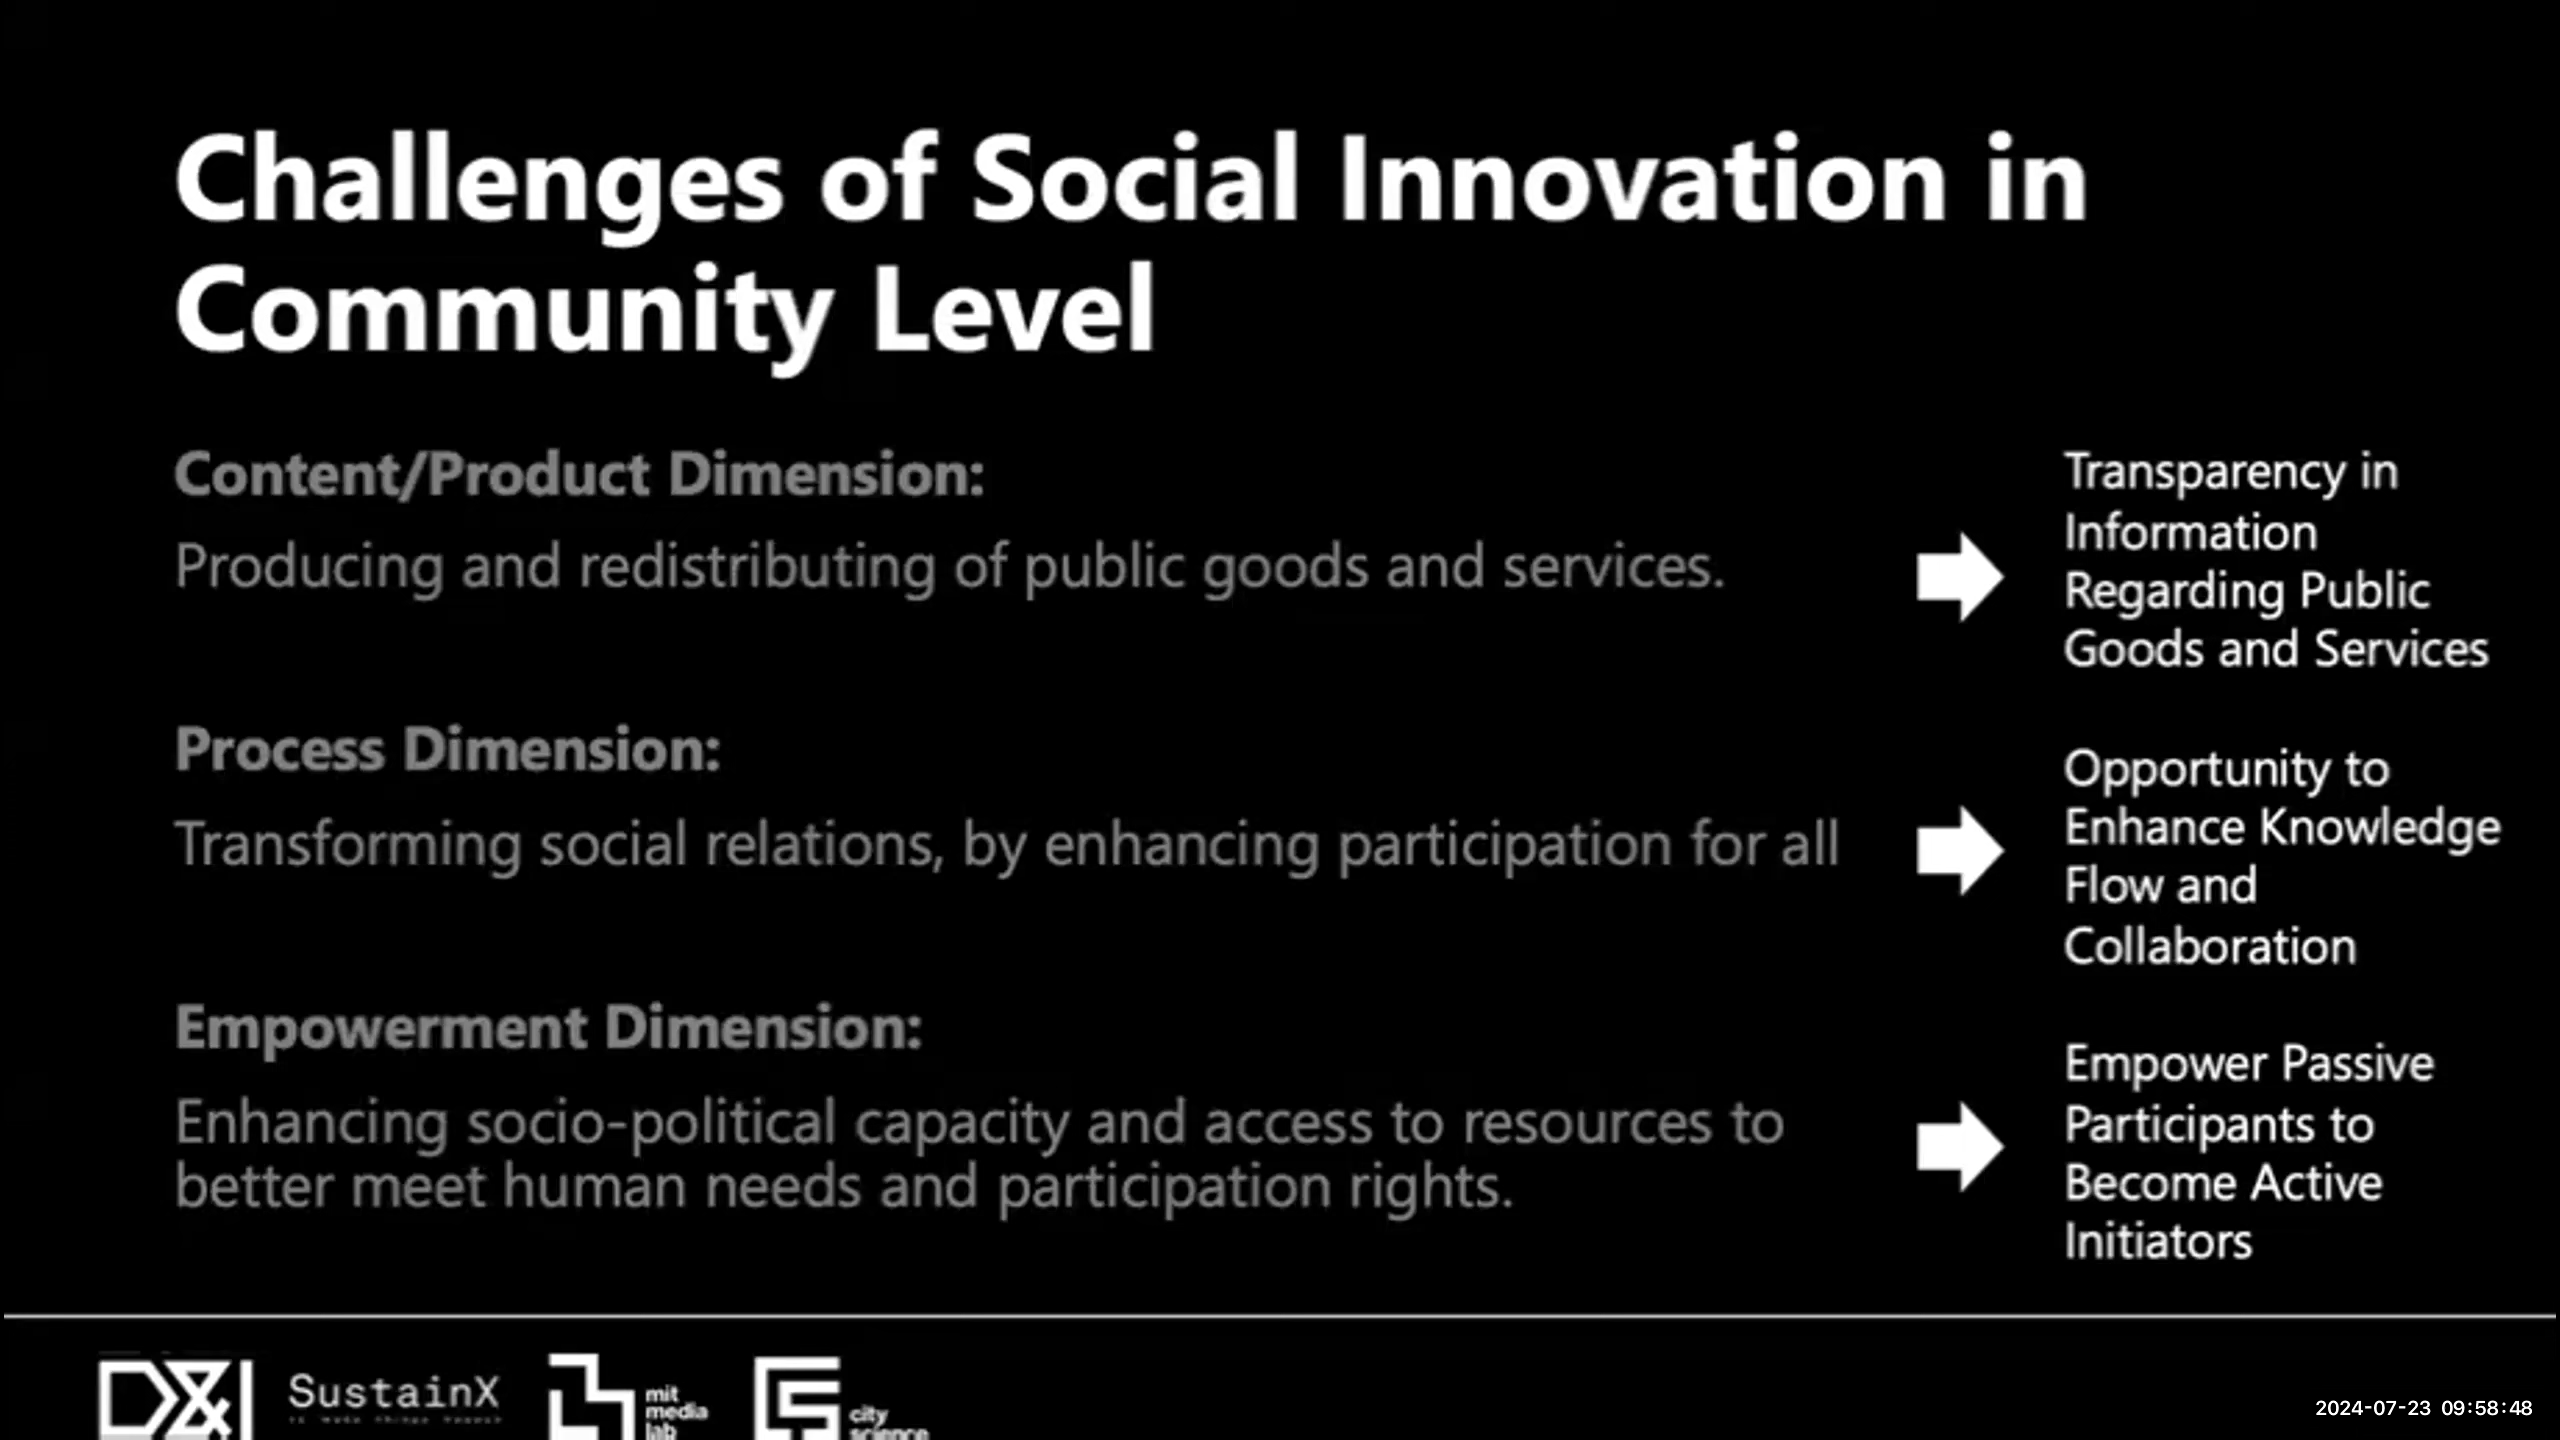 Challenges of Social Innovation in
Community Level
Content/Product Dimension:
Producing and redistributing of public goods and services.
Transparency in
Information
Regarding Public
Goods and Services
Process Dimension:
Transforming social relations, by enhancing participation for all
Opportunity to
Enhance Knowledge
Flow and
Collaboration
Empowerment Dimension:
Enhancing socio-political capacity and access to resources to
better meet human needs and participation rights.
Empower Passive
Participants to
Become Active
Initiators
SustainX
mit
media
lab
city
science
2024-07-23 09:58:48